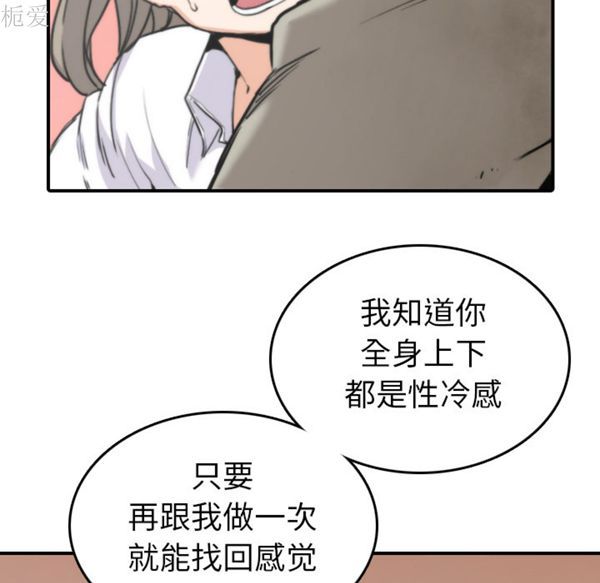 栀爱
我知道你
全身上下
都是性冷感
只要
再跟我做一次
就能找回感觉